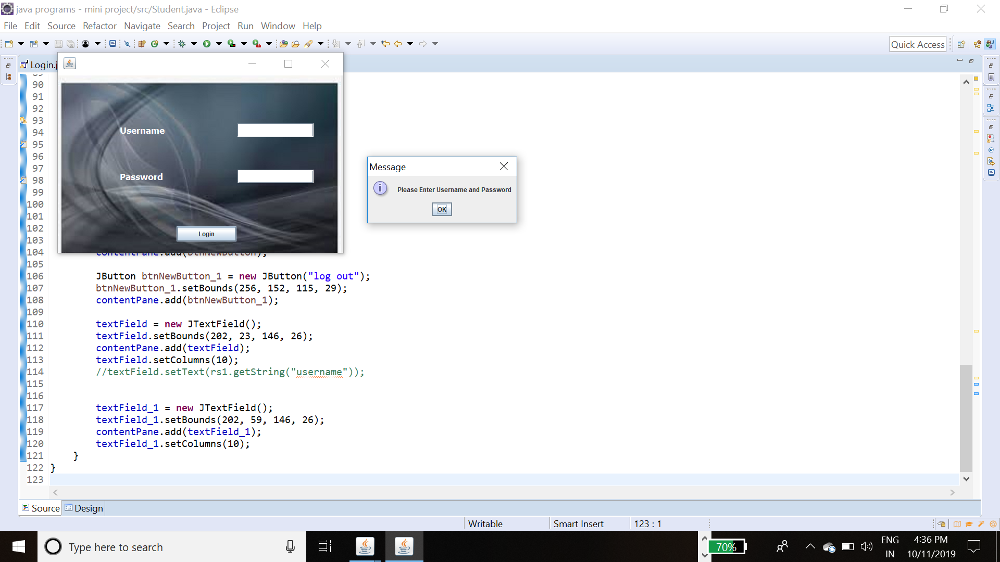 java programs - mini project/src/Student.java - Eclipse
File Edit Source Refactor Navigate Search Project Run Window Help
Quick Access
Login.j
Username
Password
Login
Message
Please Enter Username and Password
OK
90
91
92
93
94
95
96
97
98
99
100
101
102
103
104 contentPane.add(btnNewButton);
105
106 JButton btnNewButton_1 = new JButton("log out");
107 btnNewButton_1.setBounds(256, 152, 115, 29);
108 contentPane.add(btnNewButton_1);
109
110 textField = new JTextField();
111 textField.setBounds(202, 23, 146, 26);
112 contentPane.add(textField);
113 textField.setColumns(10);
114 //textField.setText(rs1.getString("username"));
115
116
117 textField_1 = new JTextField();
118 textField_1.setBounds(202, 59, 146, 26);
119 contentPane.add(textField_1);
120 textField_1.setColumns(10);
121 }
122 }
123
Source Design
Writable Smart Insert 123 : 1
Type here to search
70%
ENG
IN
4:36 PM
10/11/2019